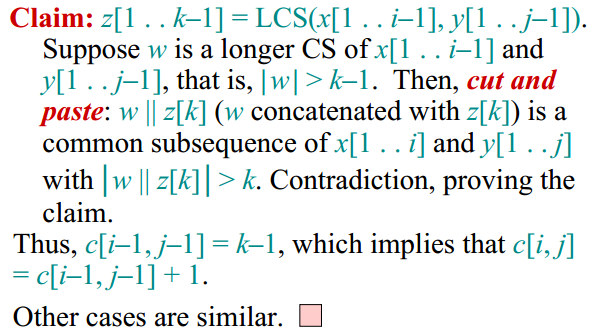 Claim: z[1 . . k–1] = LCS(x[1 . . i–1], y[1 . . j–1]).
Suppose w is a longer CS of x[1 . . i–1] and
y[1 . . j–1], that is, |w| > k–1. Then, cut and
paste: w || z[k] (w concatenated with z[k]) is a
common subsequence of x[1 . . i] and y[1 . . j]
with |w || z[k]| > k. Contradiction, proving the
claim.
Thus, c[i–1, j–1] = k–1, which implies that c[i, j]
= c[i–1, j–1] + 1.
Other cases are similar.